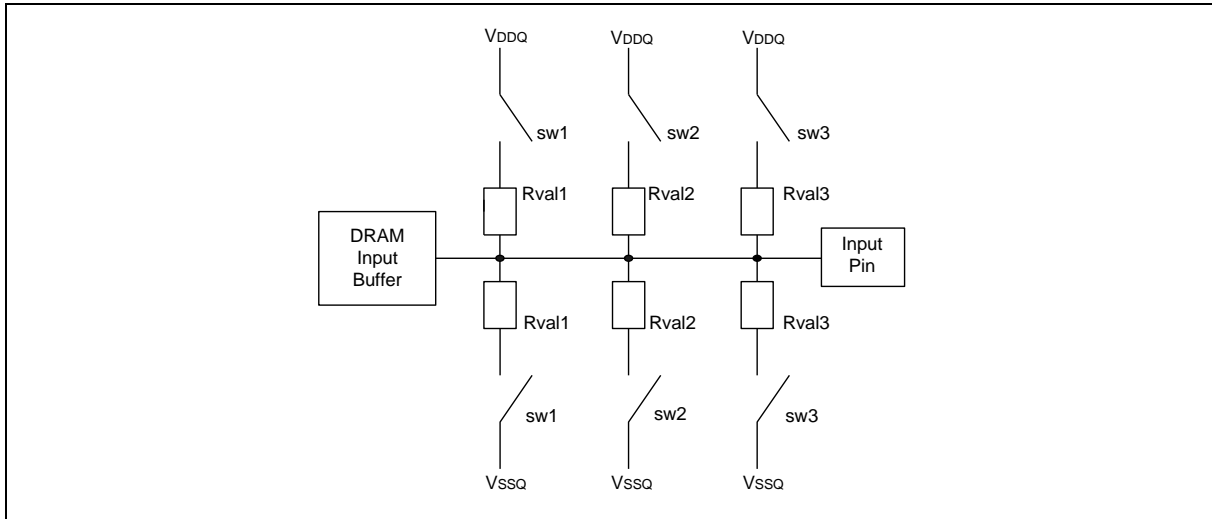 VDDQ VDDQ VDDQ
sw1 sw2 sw3
Rval1 Rval2 Rval3
DRAM
Input
Buffer
Input
Pin
Rval1 Rval2 Rval3
sw1 sw2 sw3
VSSQ VSSQ VSSQ